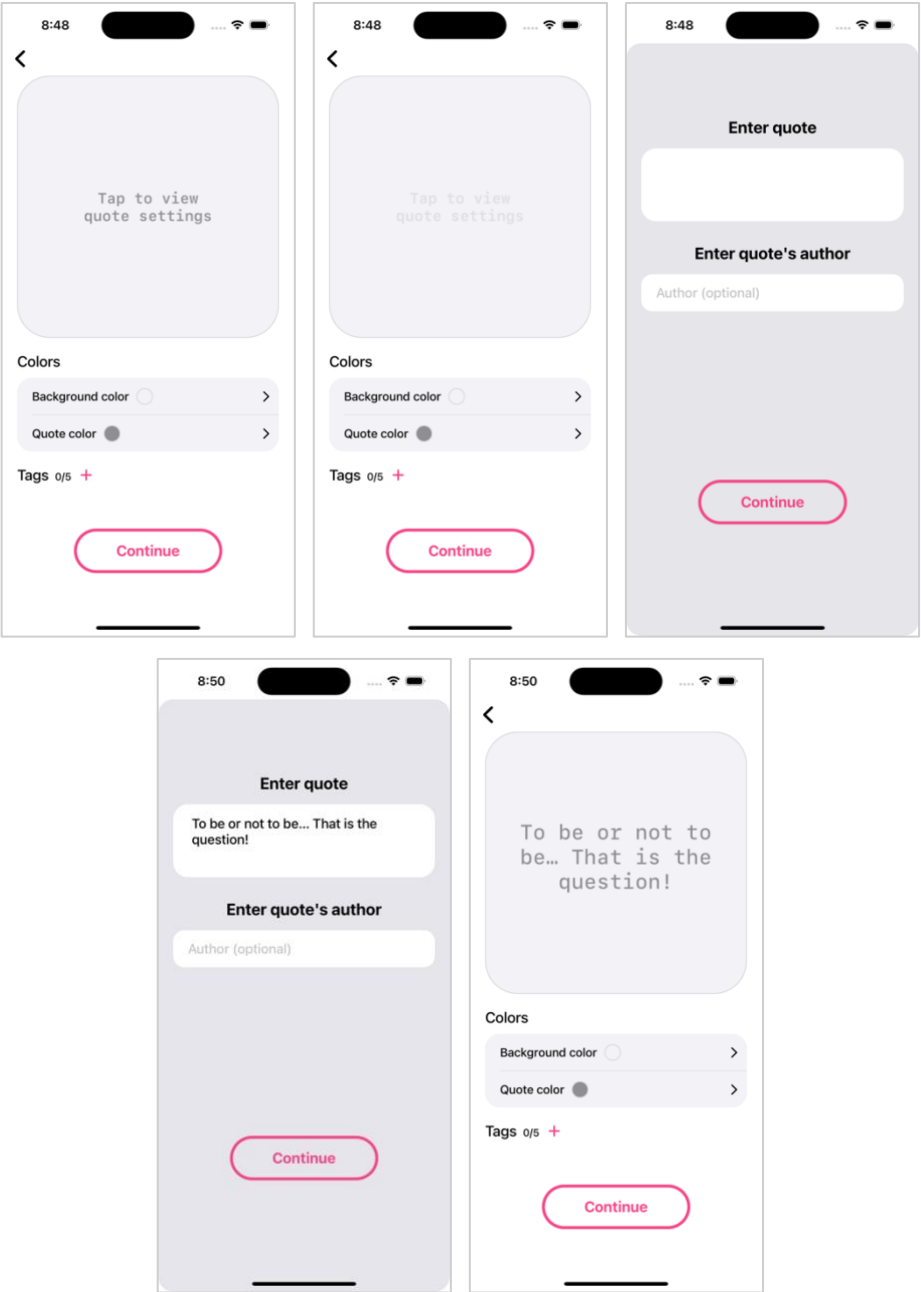 8:48
Tap to view
quote settings
Colors
Background color
Quote color
Tags 0/5 +
Continue
8:48
Tap to view
quote settings
Colors
Background color
Quote color
Tags 0/5 +
Continue
8:48
Enter quote
Enter quote's author
Author (optional)
Continue
8:50
Enter quote
To be or not to be... That is the
question!
Enter quote's author
Author (optional)
Continue
8:50
To be or not to
be… That is the
question!
Colors
Background color
Quote color
Tags 0/5 +
Continue